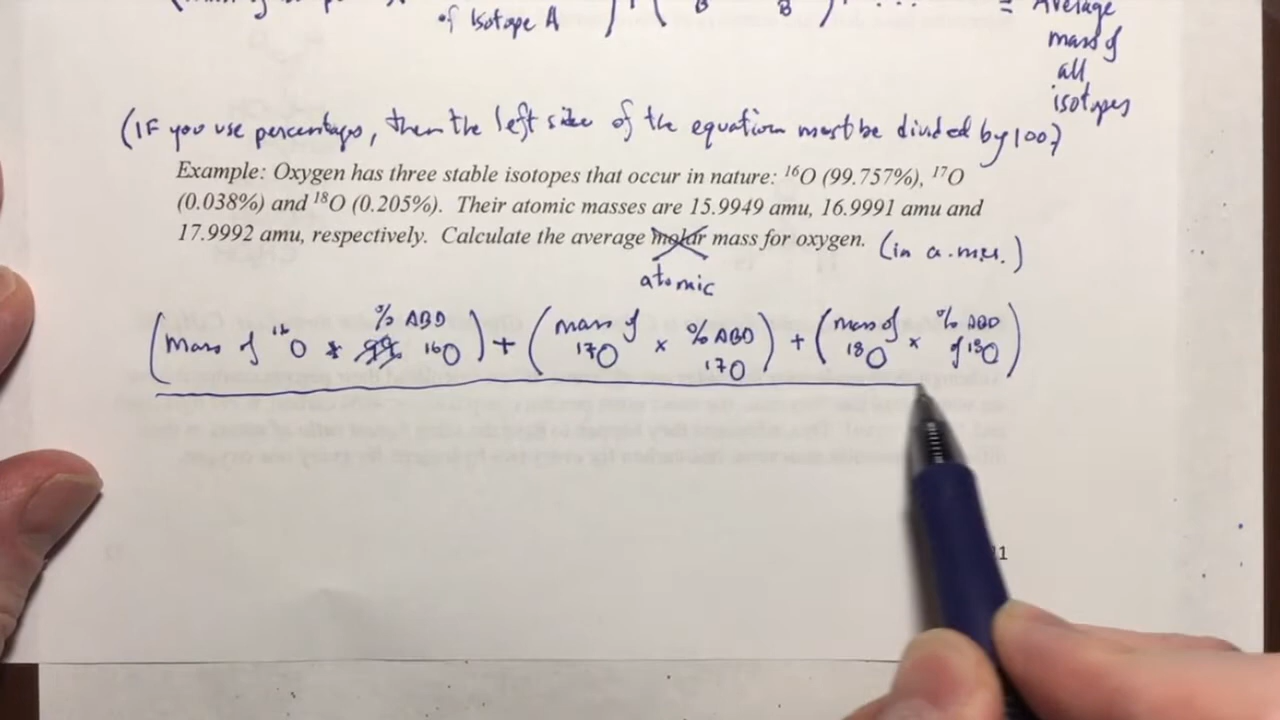 of Isotope A
B B . . . = Average
mass of
all
isotopes
(IF you use percentages, then the left side of the equation must be divided by 100)
Example: Oxygen has three stable isotopes that occur in nature: ¹⁶O (99.757%), ¹⁷O
(0.038%) and ¹⁸O (0.205%). Their atomic masses are 15.9949 amu, 16.9991 amu and
17.9992 amu, respectively. Calculate the average molar mass for oxygen. (in a.m.u.)
atomic
(mass of ¹⁶O × % ABD ¹⁶O) + (mass of ¹⁷O × % ABD ¹⁷O) + (mass of ¹⁸O × % ABD of ¹⁸O)